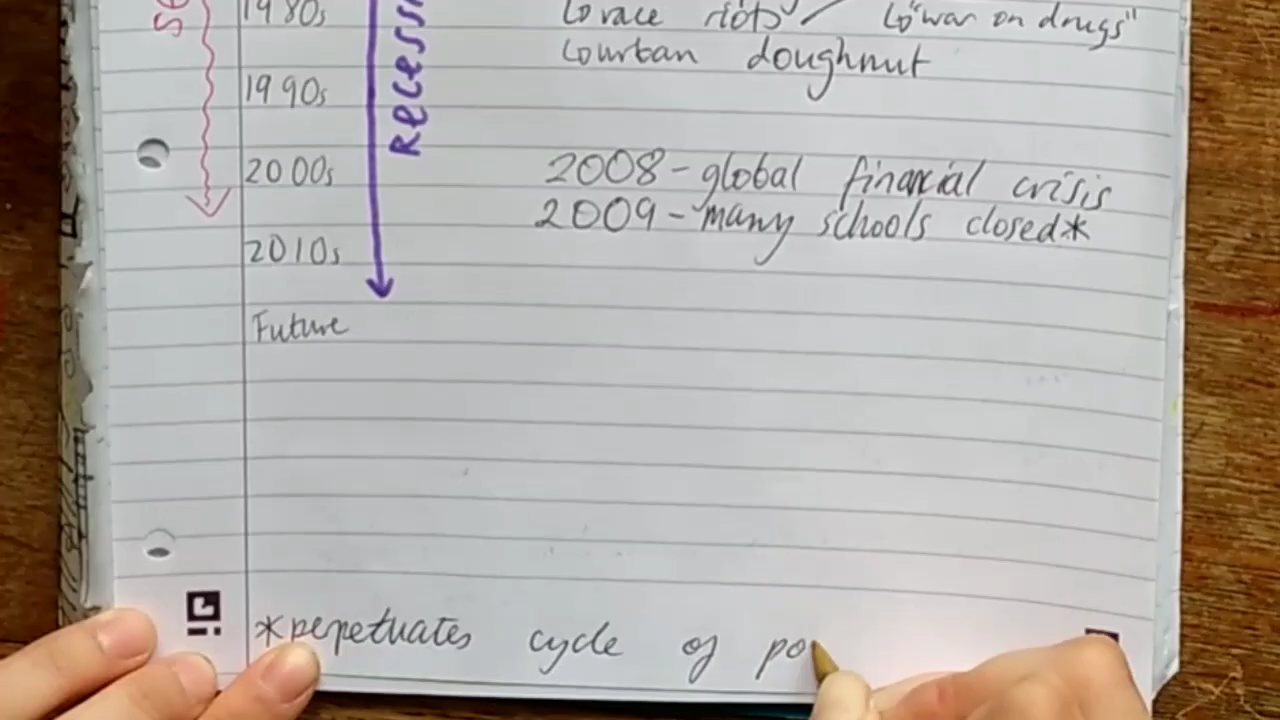 1980s
↳race riots ↳"war on drugs"
↳urban doughnut
1990s
Recess
2000s
2008-global financial crisis
2009-many schools closed*
2010s
Future
*perpetuates cycle of po